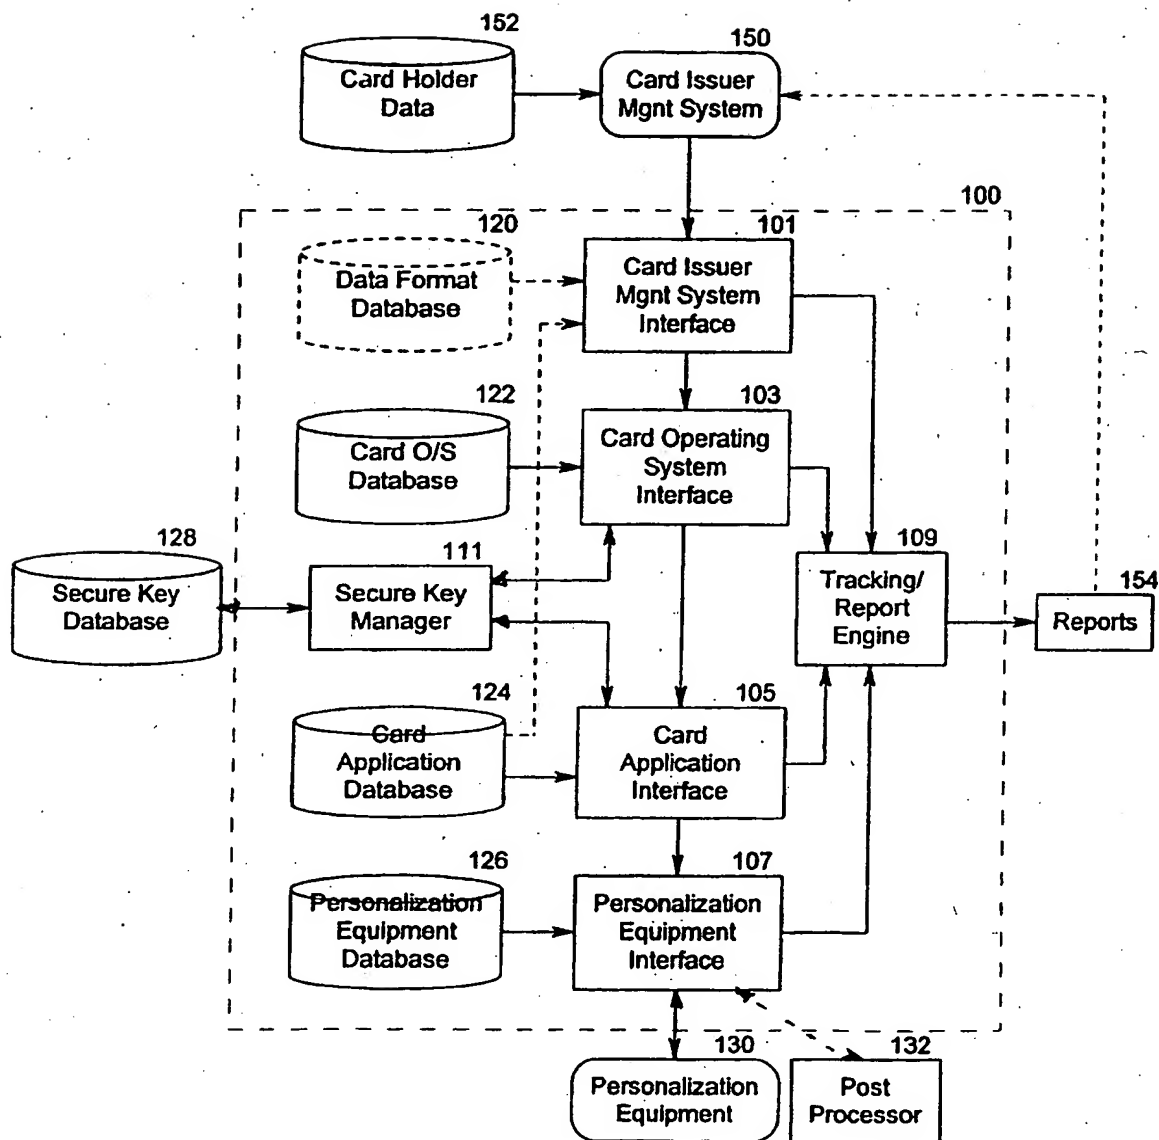 152
Card Holder
Data
150
Card Issuer
Mgnt System
100
120
Data Format
Database
101
Card Issuer
Mgnt System
Interface
122
Card O/S
Database
103
Card Operating
System
Interface
128
Secure Key
Database
111
Secure Key
Manager
109
Tracking/
Report
Engine
154
Reports
124
Card
Application
Database
105
Card
Application
Interface
126
Personalization
Equipment
Database
107
Personalization
Equipment
Interface
130
Personalization
Equipment
132
Post
Processor